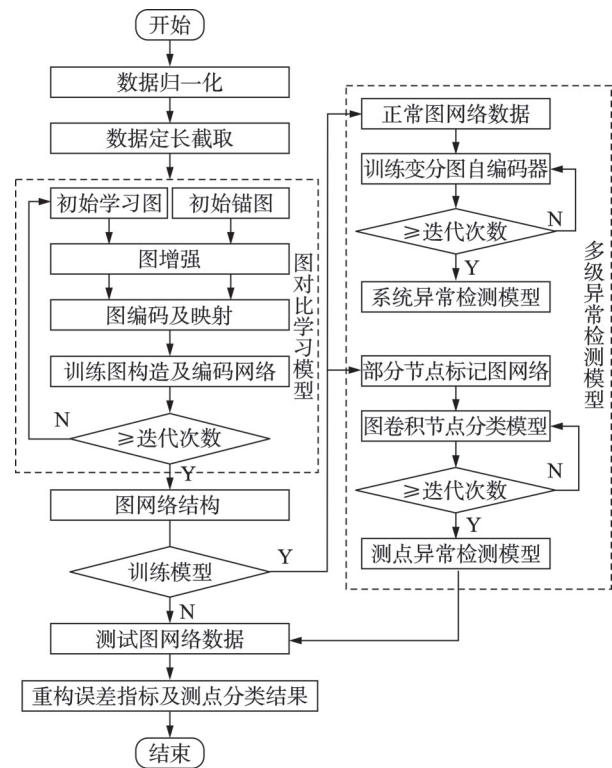 开始
数据归一化
数据定长截取
初始学习图
初始锚图
图增强
图编码及映射
训练图构造及编码网络
N
≥迭代次数
Y
图对比学习模型
图网络结构
训练模型
Y
N
测试图网络数据
重构误差指标及测点分类结果
结束
正常图网络数据
训练变分图自编码器
N
≥迭代次数
Y
系统异常检测模型
部分节点标记图网络
图卷积节点分类模型
N
≥迭代次数
Y
测点异常检测模型
多级异常检测模型